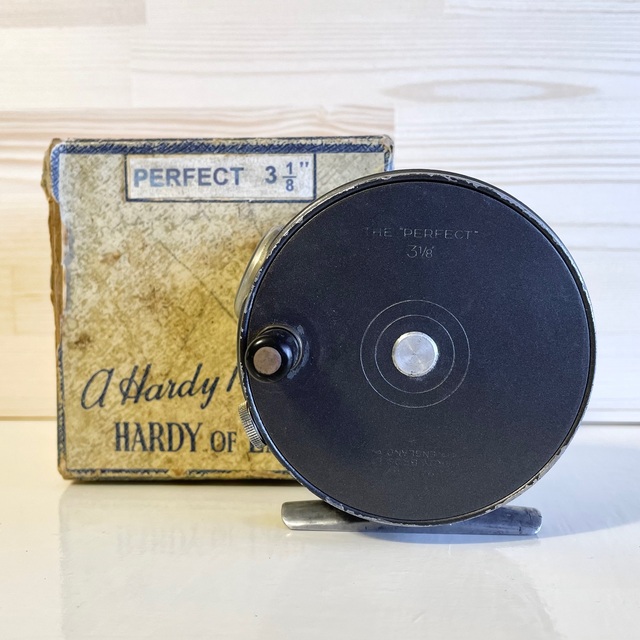 PERFECT 3 1/8"
A Hardy
HARDY OF
THE "PERFECT"
3 1/8"